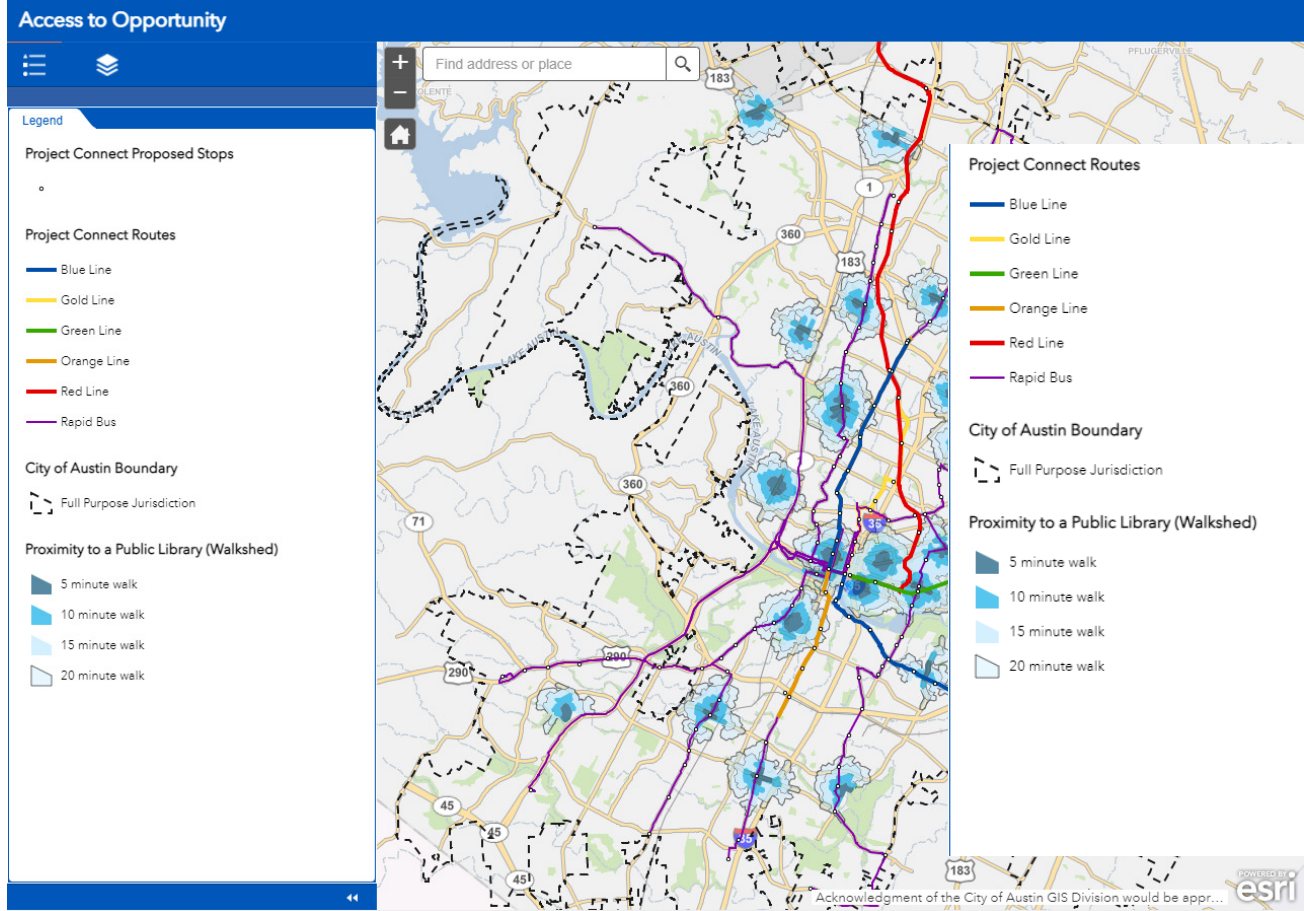 Access to Opportunity
Legend
Project Connect Proposed Stops
Project Connect Routes
Blue Line
Gold Line
Green Line
Orange Line
Red Line
Rapid Bus
City of Austin Boundary
Full Purpose Jurisdiction
Proximity to a Public Library (Walkshed)
5 minute walk
10 minute walk
15 minute walk
20 minute walk
+
Find address or place
−
OLENTÉ
183
PFLUGERVILLE
1
360
183
LAKE AUSTIN
AUSTIN
360
LAKE AUSTIN
360
71
35
290
290
45
45
35
45
183
Project Connect Routes
Blue Line
Gold Line
Green Line
Orange Line
Red Line
Rapid Bus
City of Austin Boundary
Full Purpose Jurisdiction
Proximity to a Public Library (Walkshed)
5 minute walk
10 minute walk
15 minute walk
20 minute walk
Acknowledgment of the City of Austin GIS Division would be appr...
POWERED BY
esri